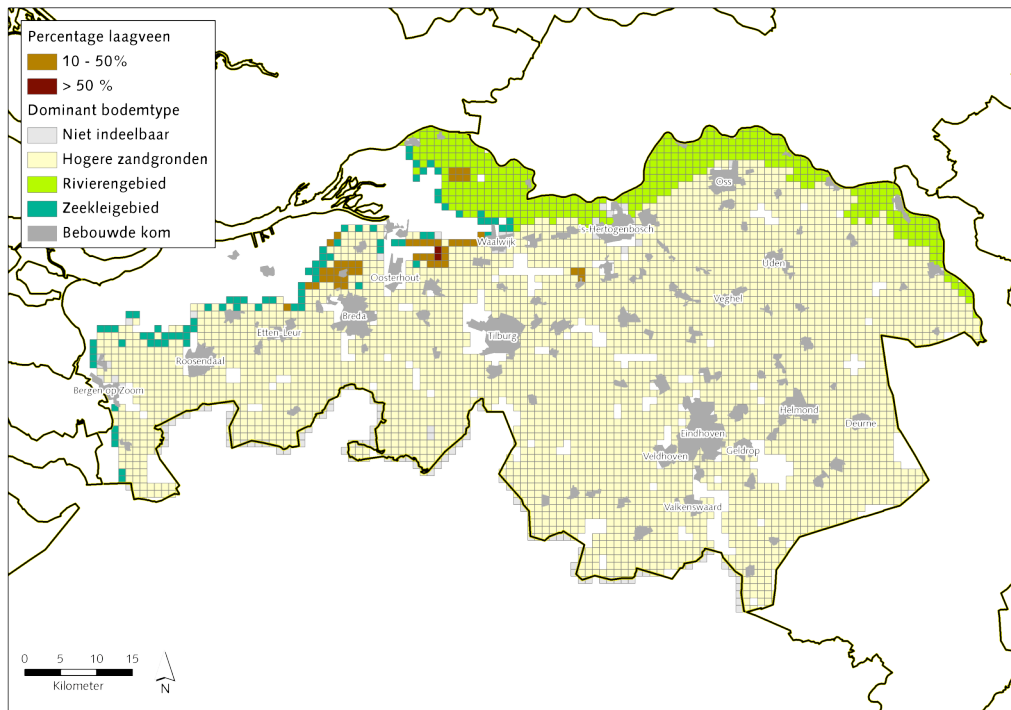 Percentage laagveen
10 - 50%
> 50 %
Dominant bodemtype
Niet indeelbaar
Hogere zandgronden
Rivierengebied
Zeekleigebied
Bebouwde kom
Oss
's-Hertogenbosch
Waalwijk
Uden
Oosterhout
Veghel
Breda
Etten-Leur
Tilburg
Roosendaal
Bergen op Zoom
Helmond
Deurne
Eindhoven
Geldrop
Veldhoven
Valkenswaard
0 5 10 15
Kilometer
N